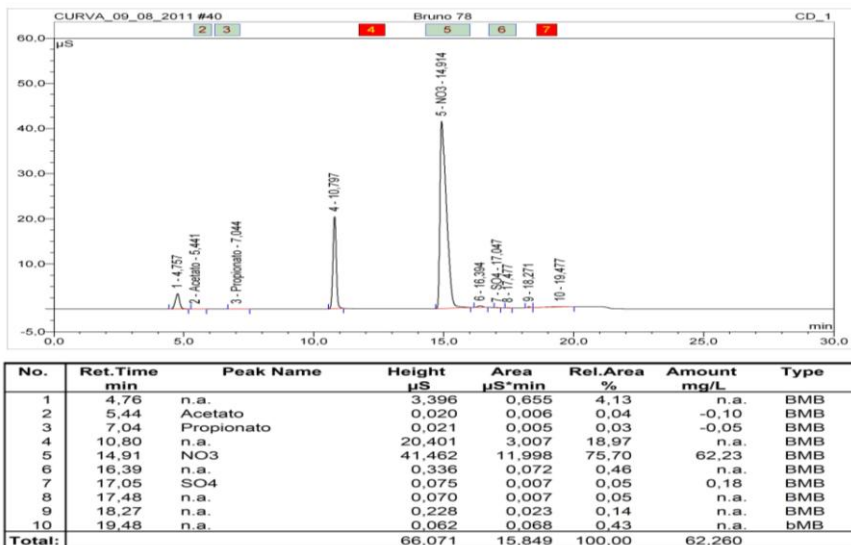 CURVA_09_08_2011 #40 Bruno 78 CD_1
2 3 4 5 6 7
60,0
µS
50,0
40,0
30,0
20,0
10,0
-5,0
1 - 4,757
2 - Acetato - 5,441
3 - Propionato - 7,044
4 - 10,797
5 - NO3 - 14,914
6 - 16,394
7 - SO4 - 17,047
8 - 17,477
9 - 18,271
10 - 19,477
min
0,0 5,0 10,0 15,0 20,0 25,0 30,0
No. Ret.Time Peak Name Height Area Rel.Area Amount Type
min µS µS*min % mg/L
1 4,76 n.a. 3,396 0,655 4,13 n.a. BMB
2 5,44 Acetato 0,020 0,006 0,04 -0,10 BMB
3 7,04 Propionato 0,021 0,005 0,03 -0,05 BMB
4 10,80 n.a. 20,401 3,007 18,97 n.a. BMB
5 14,91 NO3 41,462 11,998 75,70 62,23 BMB
6 16,39 n.a. 0,336 0,072 0,46 n.a. BMB
7 17,05 SO4 0,075 0,007 0,05 0,18 BMB
8 17,48 n.a. 0,070 0,007 0,05 n.a. BMB
9 18,27 n.a. 0,228 0,023 0,14 n.a. BMB
10 19,48 n.a. 0,062 0,068 0,43 n.a. bMB
Total: 66,071 15,849 100,00 62,260